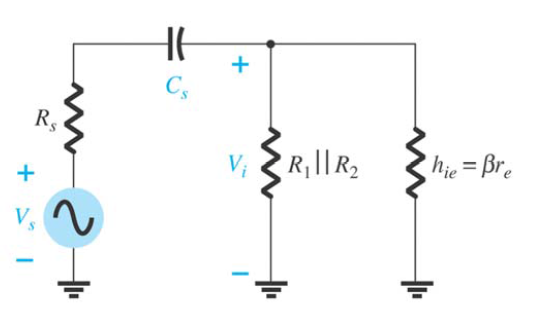 +
C_s
R_s
+
V_s
−
V_i
R_1||R_2
h_ie = βr_e
−